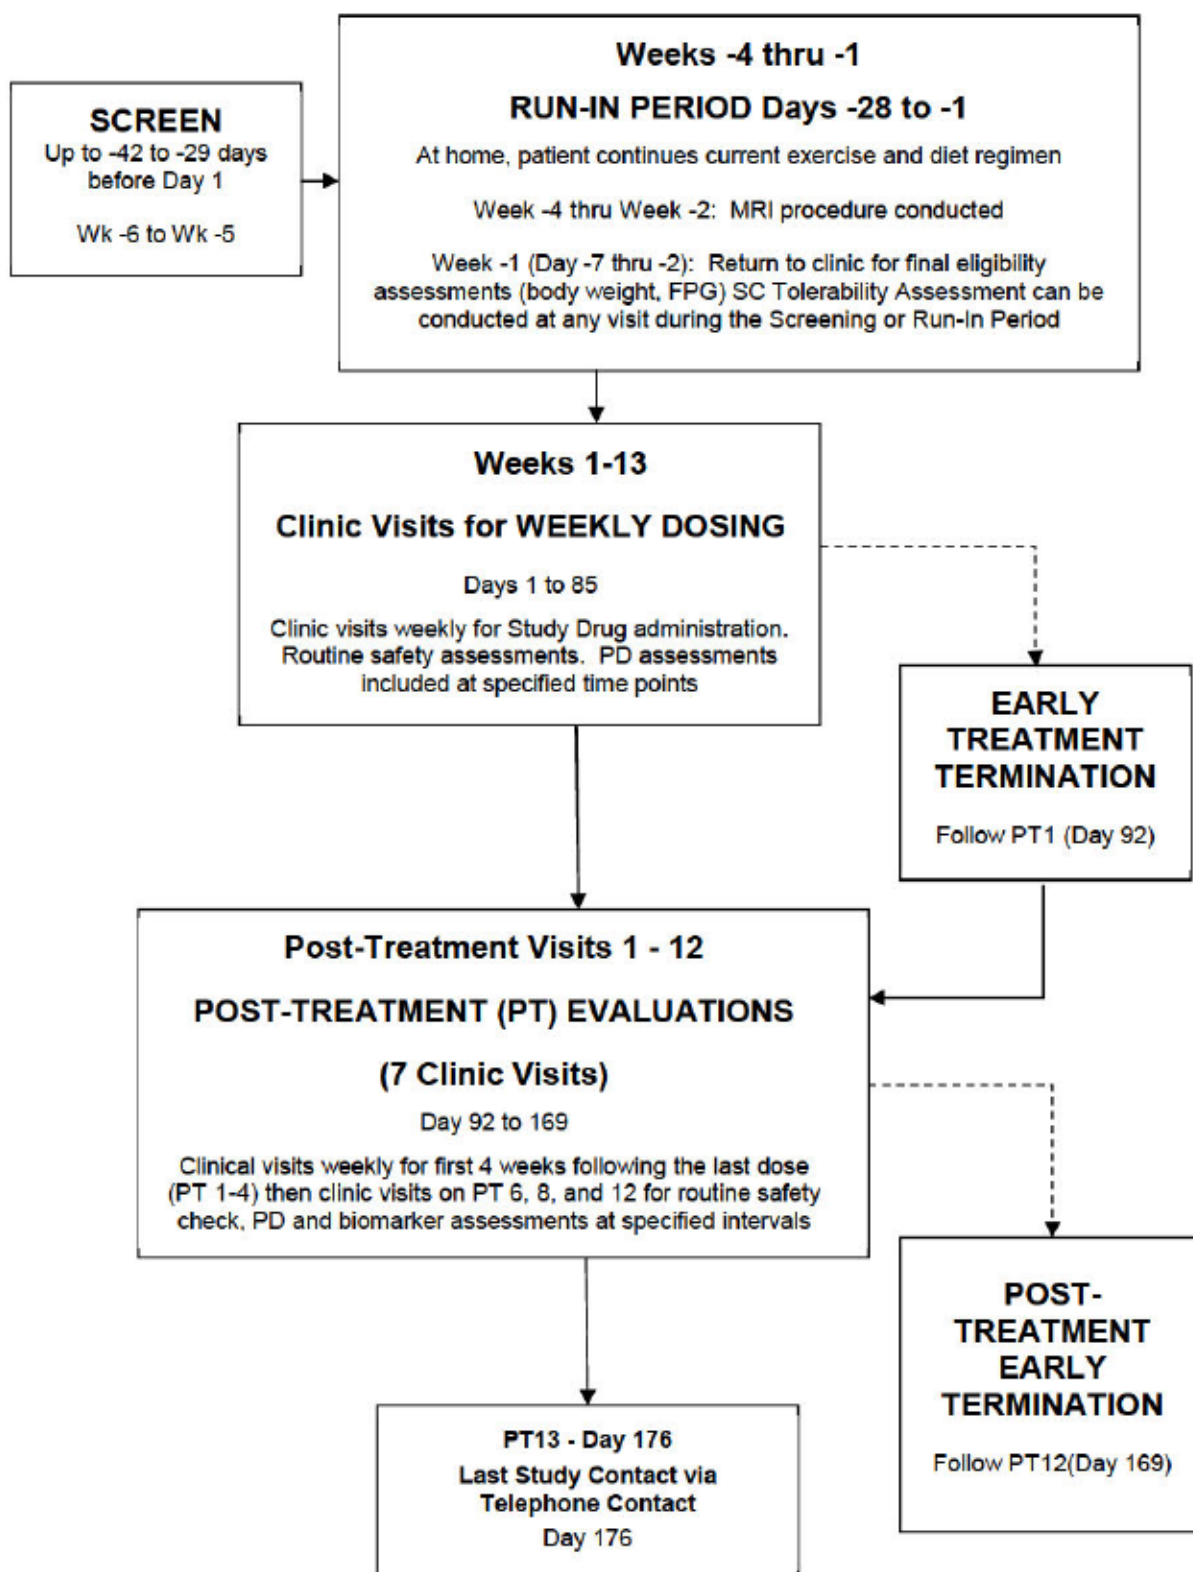 SCREEN
Up to -42 to -29 days
before Day 1
Wk -6 to Wk -5
Weeks -4 thru -1
RUN-IN PERIOD Days -28 to -1
At home, patient continues current exercise and diet regimen
Week -4 thru Week -2: MRI procedure conducted
Week -1 (Day -7 thru -2): Return to clinic for final eligibility
assessments (body weight, FPG) SC Tolerability Assessment can be
conducted at any visit during the Screening or Run-In Period
Weeks 1-13
Clinic Visits for WEEKLY DOSING
Days 1 to 85
Clinic visits weekly for Study Drug administration.
Routine safety assessments. PD assessments
included at specified time points
EARLY
TREATMENT
TERMINATION
Follow PT1 (Day 92)
Post-Treatment Visits 1 - 12
POST-TREATMENT (PT) EVALUATIONS
(7 Clinic Visits)
Day 92 to 169
Clinical visits weekly for first 4 weeks following the last dose
(PT 1-4) then clinic visits on PT 6, 8, and 12 for routine safety
check, PD and biomarker assessments at specified intervals
POST-
TREATMENT
EARLY
TERMINATION
Follow PT12(Day 169)
PT13 - Day 176
Last Study Contact via
Telephone Contact
Day 176